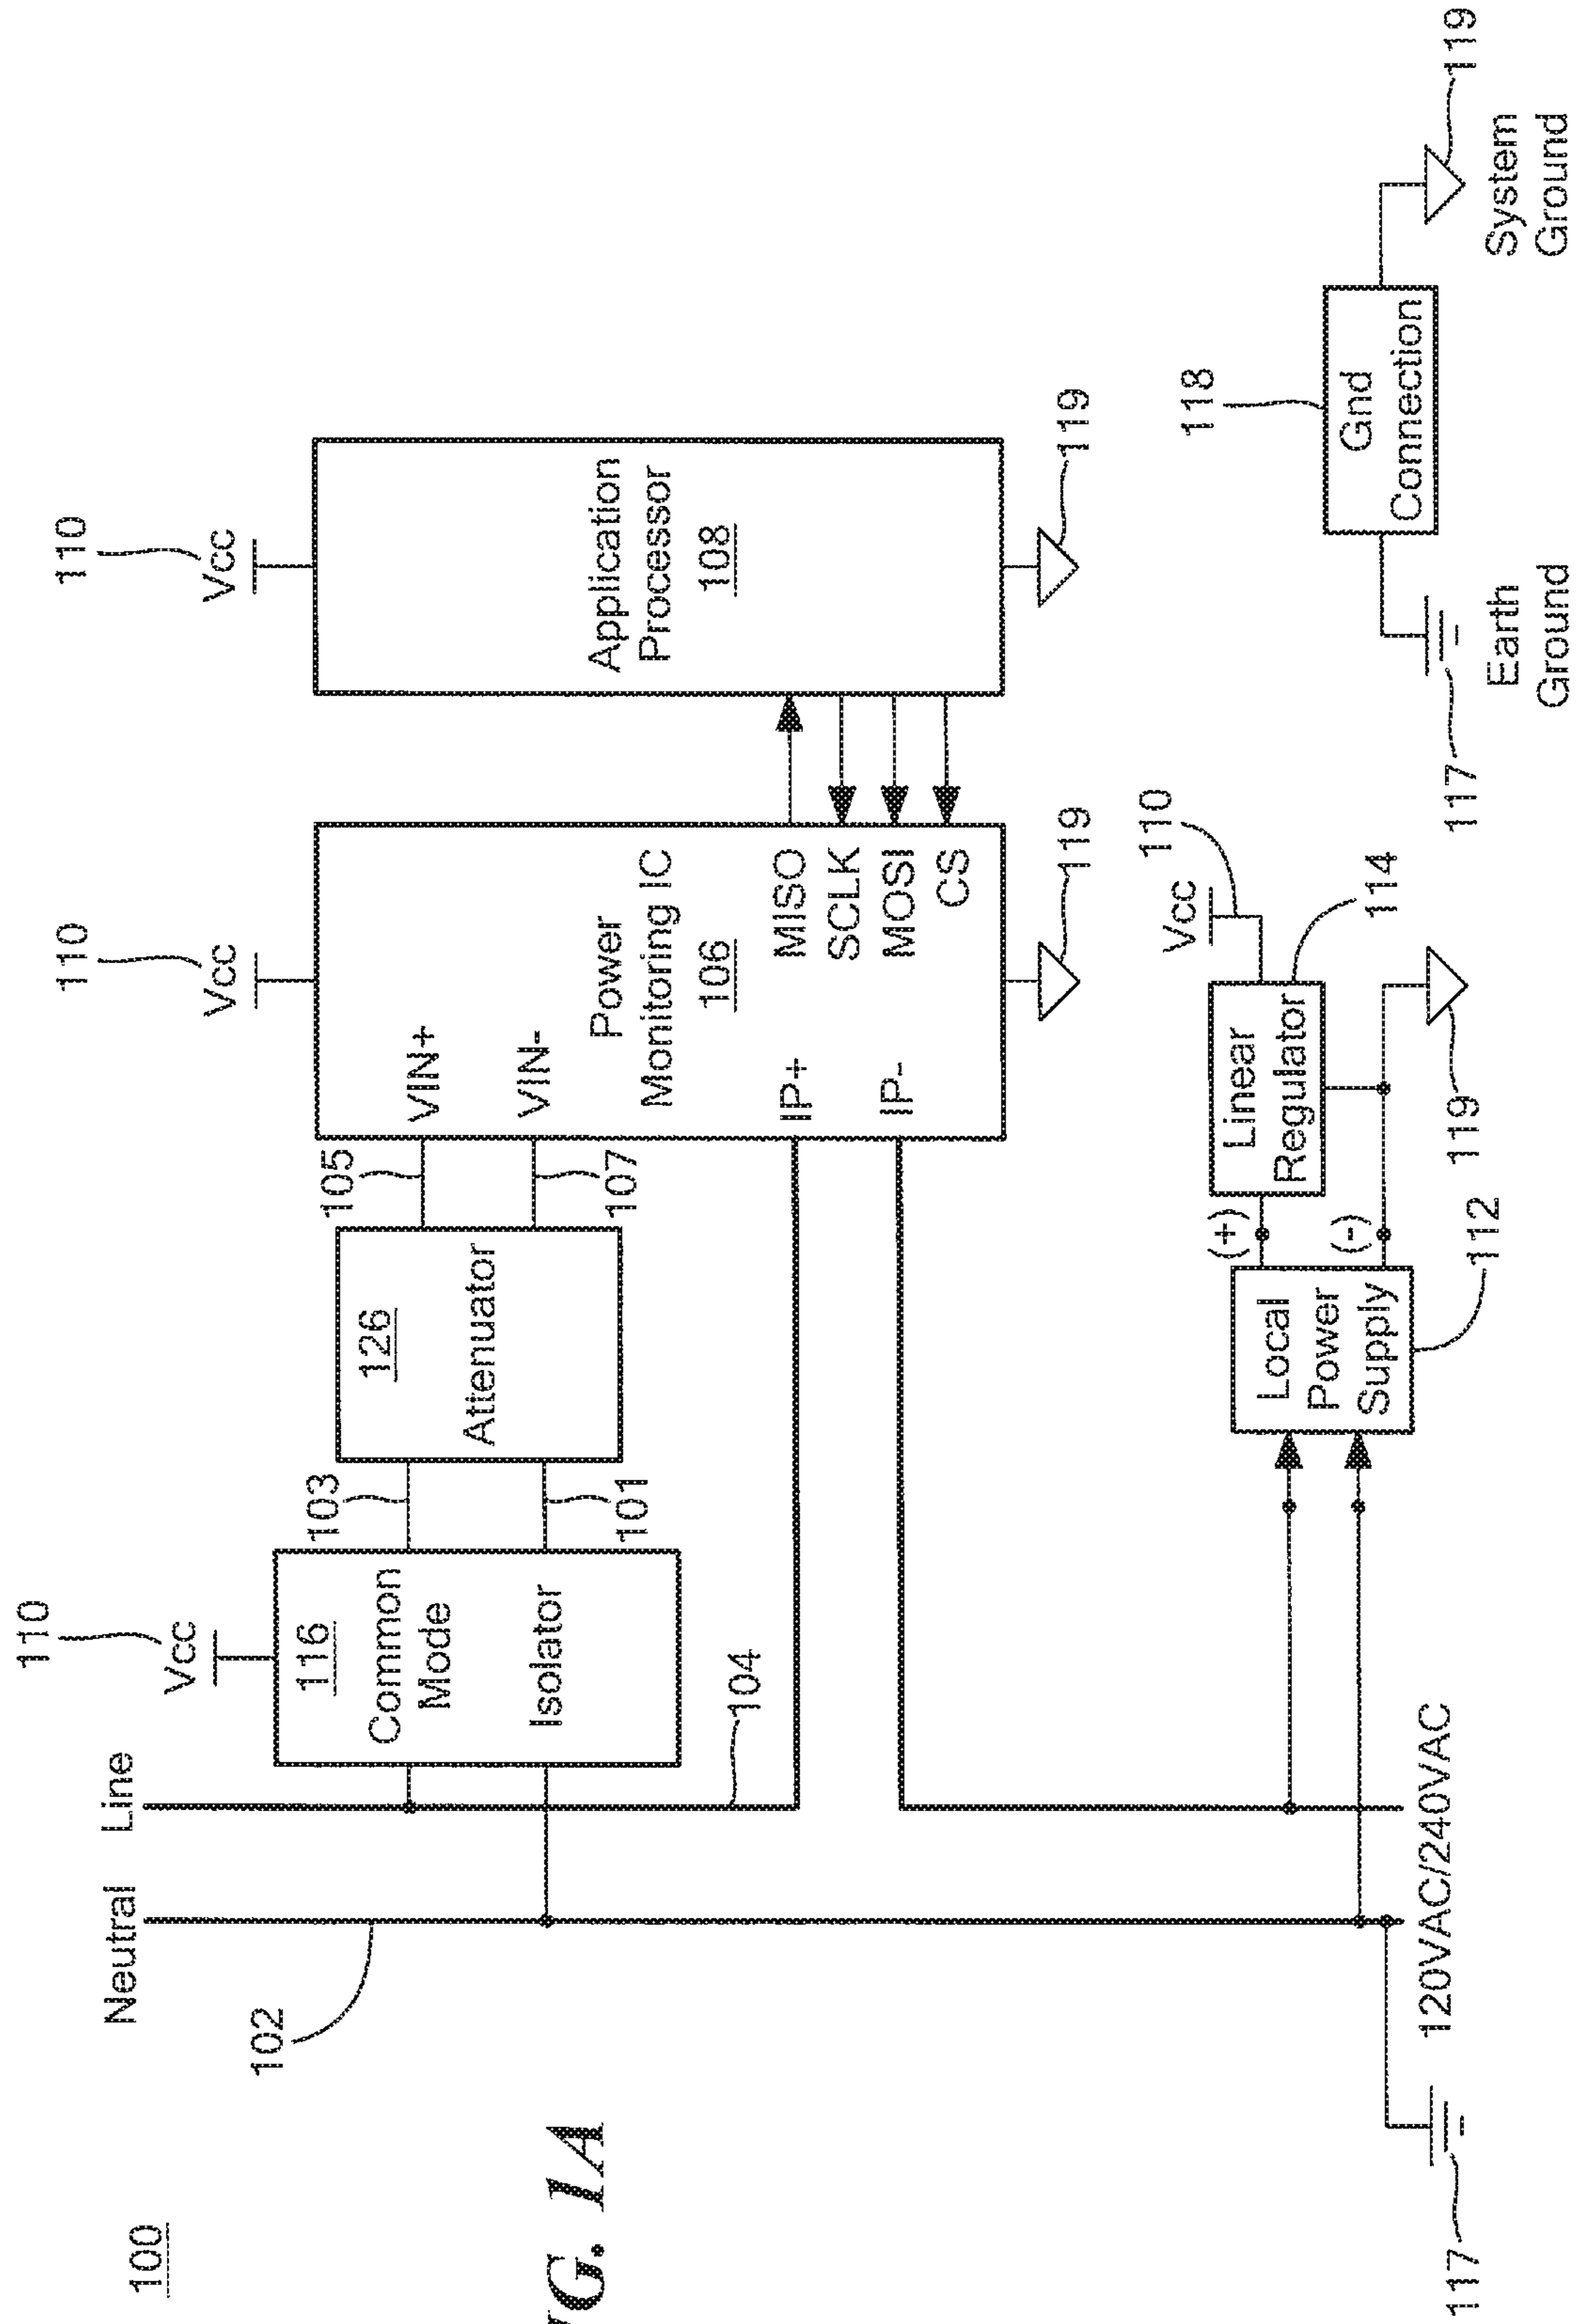 100
Neutral
Line
102
110
Vcc
116
Common
Mode
Isolator
103
101
126
Attenuator
105
107
110
Vcc
VIN+
VIN-
Power
Monitoring IC
106
IP+
IP-
MISO
SCLK
MOSI
CS
119
110
Vcc
Application
Processor
108
119
104
117
120VAC/240VAC
Local
Power
Supply
112
(+)
(-)
Linear
Regulator
114
Vcc
110
119
117
Earth
Ground
118
Gnd
Connection
119
System
Ground
1A